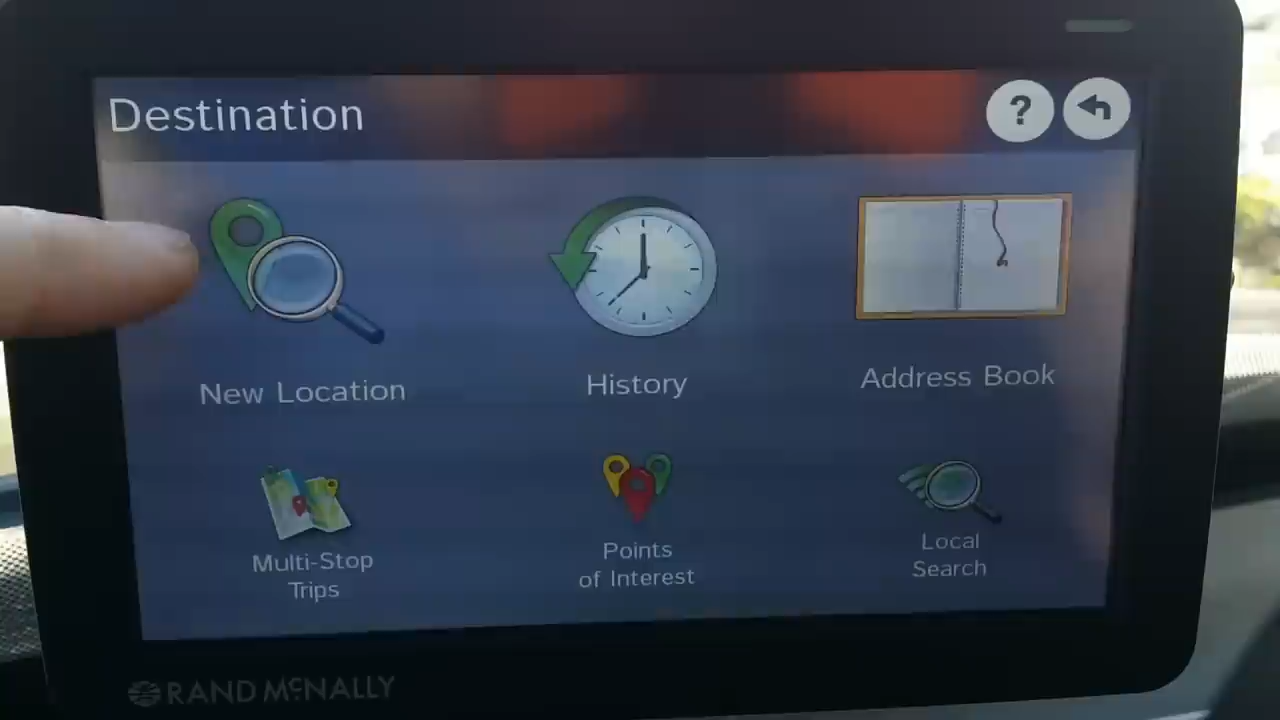 Destination
?
New Location
History
Address Book
Multi-Stop
Trips
Points
of Interest
Local
Search
RAND MCNALLY